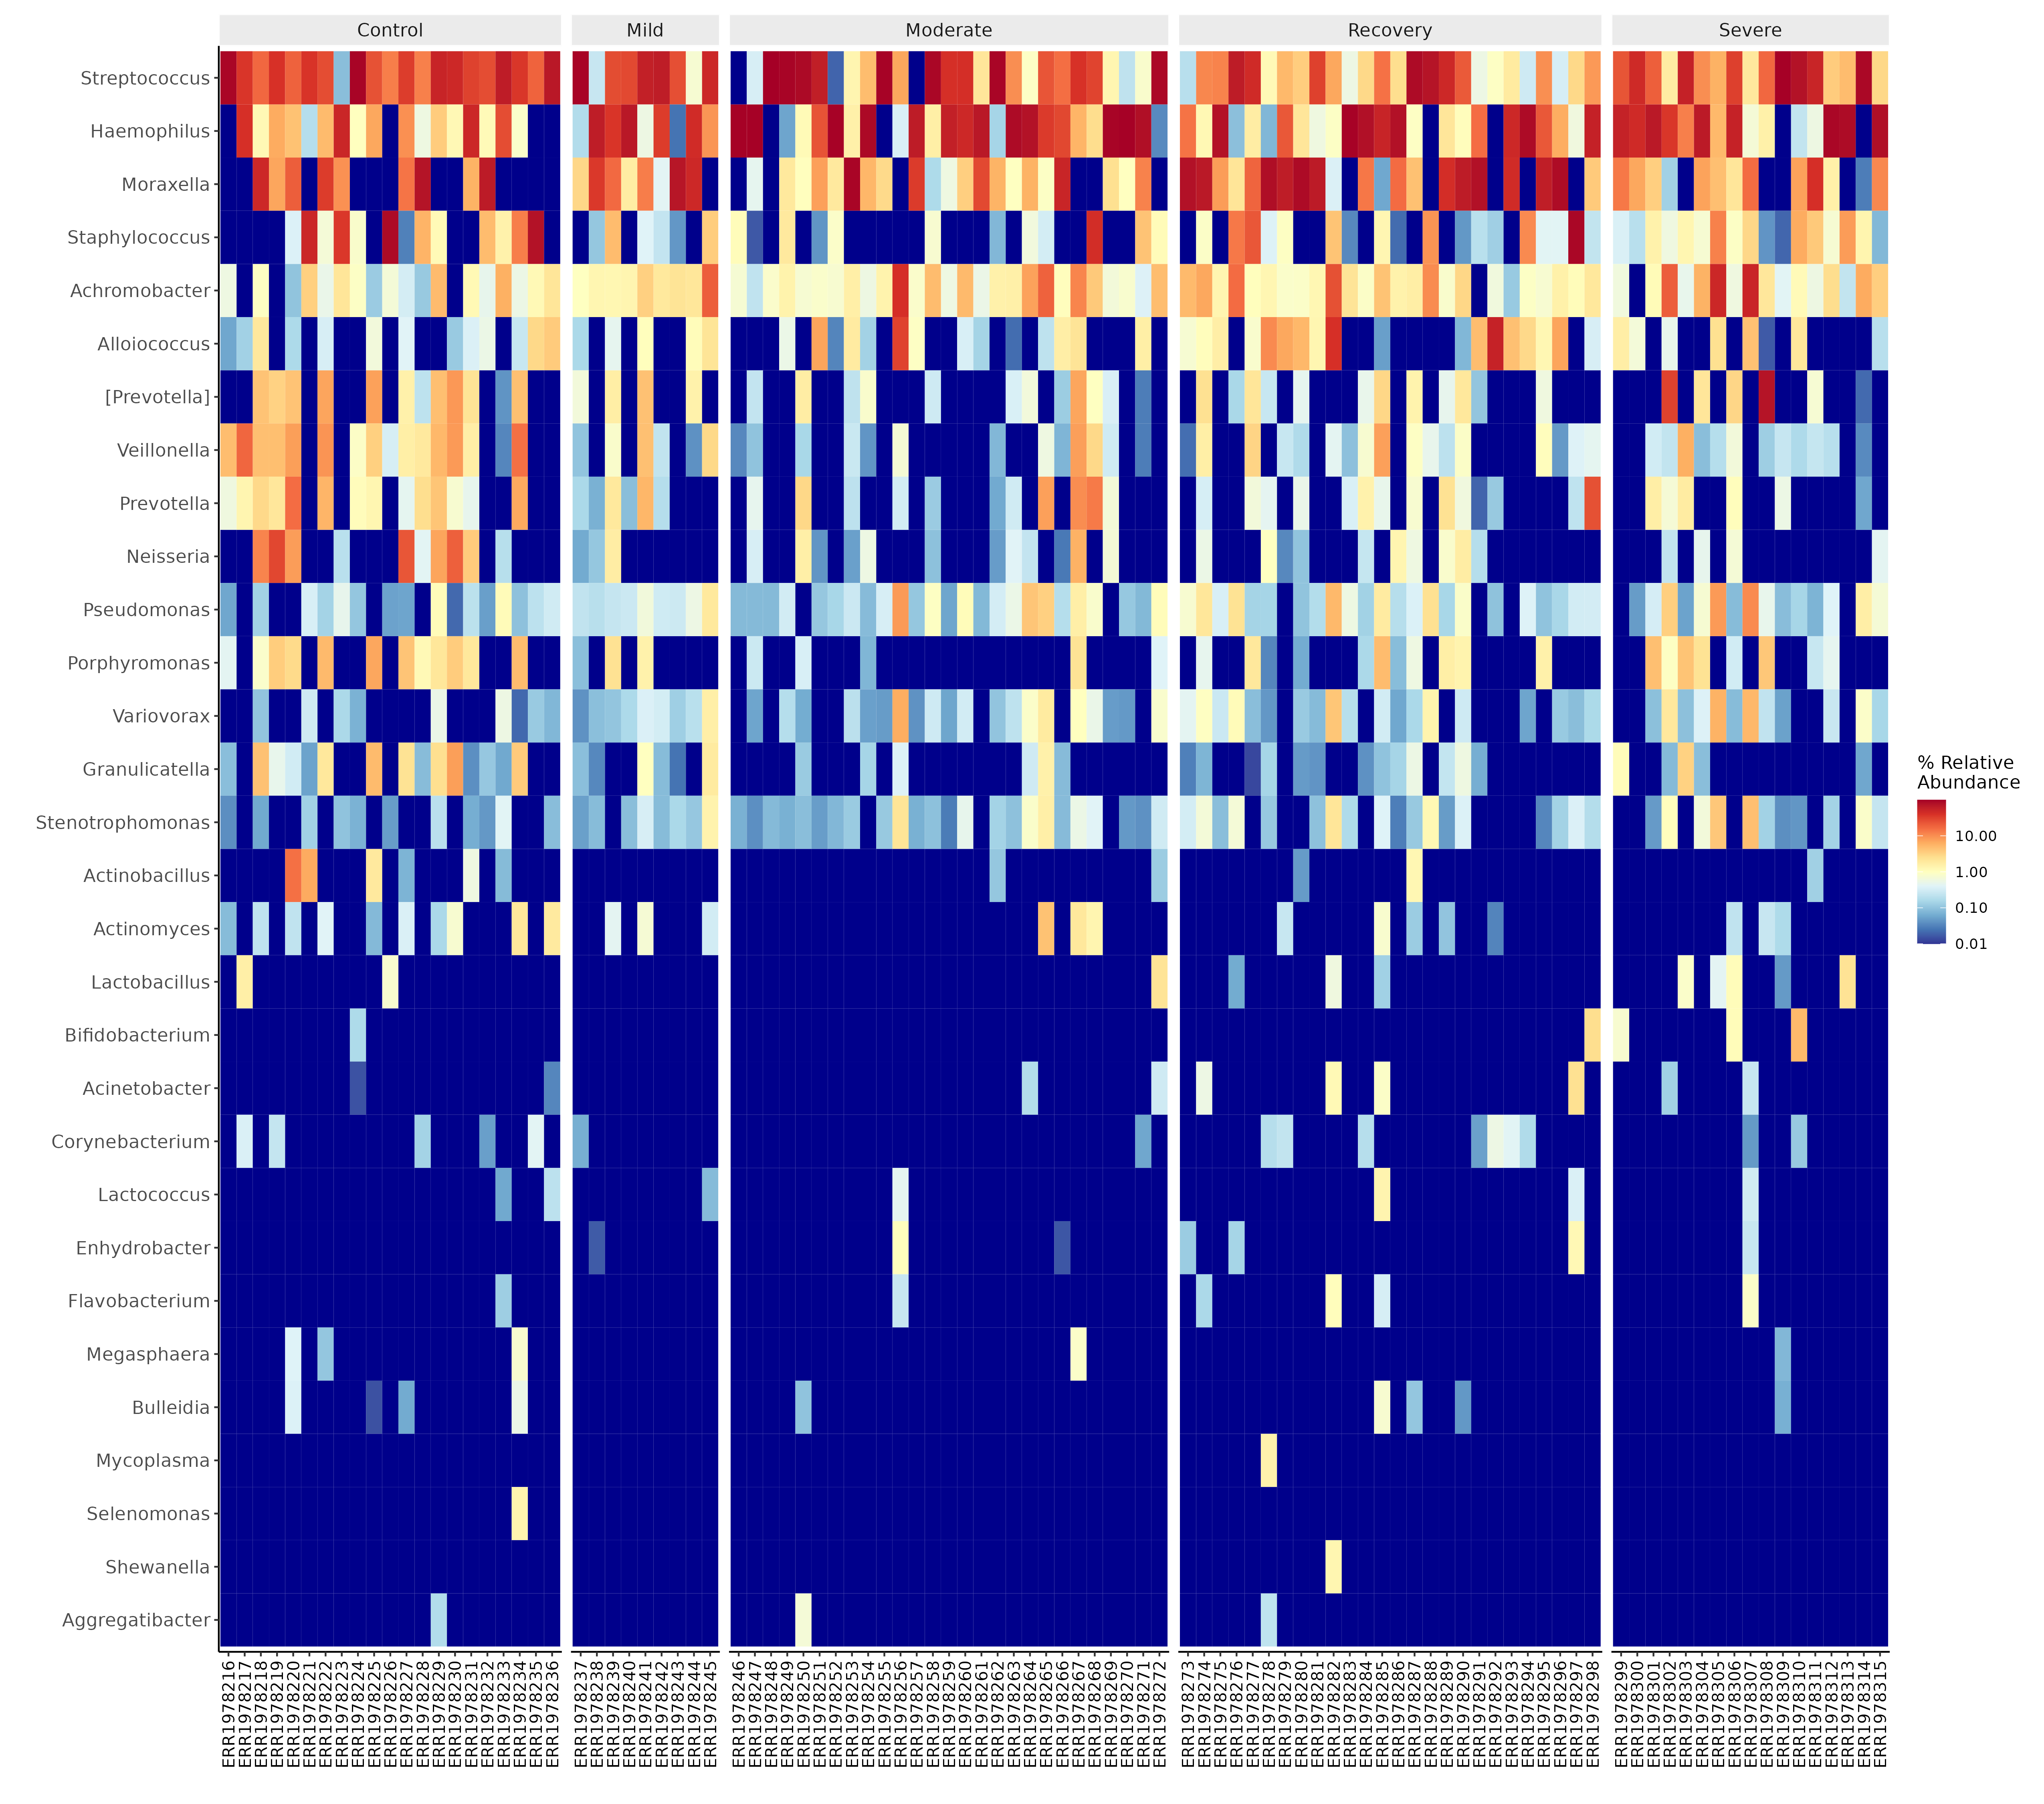 Control Mild Moderate Recovery Severe
Streptococcus
Haemophilus
Moraxella
Staphylococcus
Achromobacter
Alloiococcus
[Prevotella]
Veillonella
Prevotella
Neisseria
Pseudomonas
Porphyromonas
Variovorax
Granulicatella
Stenotrophomonas
Actinobacillus
Actinomyces
Lactobacillus
Bifidobacterium
Acinetobacter
Corynebacterium
Lactococcus
Enhydrobacter
Flavobacterium
Megasphaera
Bulleidia
Mycoplasma
Selenomonas
Shewanella
Aggregatibacter
% Relative
Abundance
10.00
1.00
0.10
0.01
ERR1978216
ERR1978217
ERR1978218
ERR1978219
ERR1978220
ERR1978221
ERR1978222
ERR1978223
ERR1978224
ERR1978225
ERR1978226
ERR1978227
ERR1978228
ERR1978229
ERR1978230
ERR1978231
ERR1978232
ERR1978233
ERR1978234
ERR1978235
ERR1978236
ERR1978237
ERR1978238
ERR1978239
ERR1978240
ERR1978241
ERR1978242
ERR1978243
ERR1978244
ERR1978245
ERR1978246
ERR1978247
ERR1978248
ERR1978249
ERR1978250
ERR1978251
ERR1978252
ERR1978253
ERR1978254
ERR1978255
ERR1978256
ERR1978257
ERR1978258
ERR1978259
ERR1978260
ERR1978261
ERR1978262
ERR1978263
ERR1978264
ERR1978265
ERR1978266
ERR1978267
ERR1978268
ERR1978269
ERR1978270
ERR1978271
ERR1978272
ERR1978273
ERR1978274
ERR1978275
ERR1978276
ERR1978277
ERR1978278
ERR1978279
ERR1978280
ERR1978281
ERR1978282
ERR1978283
ERR1978284
ERR1978285
ERR1978286
ERR1978287
ERR1978288
ERR1978289
ERR1978290
ERR1978291
ERR1978292
ERR1978293
ERR1978294
ERR1978295
ERR1978296
ERR1978297
ERR1978298
ERR1978299
ERR1978300
ERR1978301
ERR1978302
ERR1978303
ERR1978304
ERR1978305
ERR1978306
ERR1978307
ERR1978308
ERR1978309
ERR1978310
ERR1978311
ERR1978312
ERR1978313
ERR1978314
ERR1978315